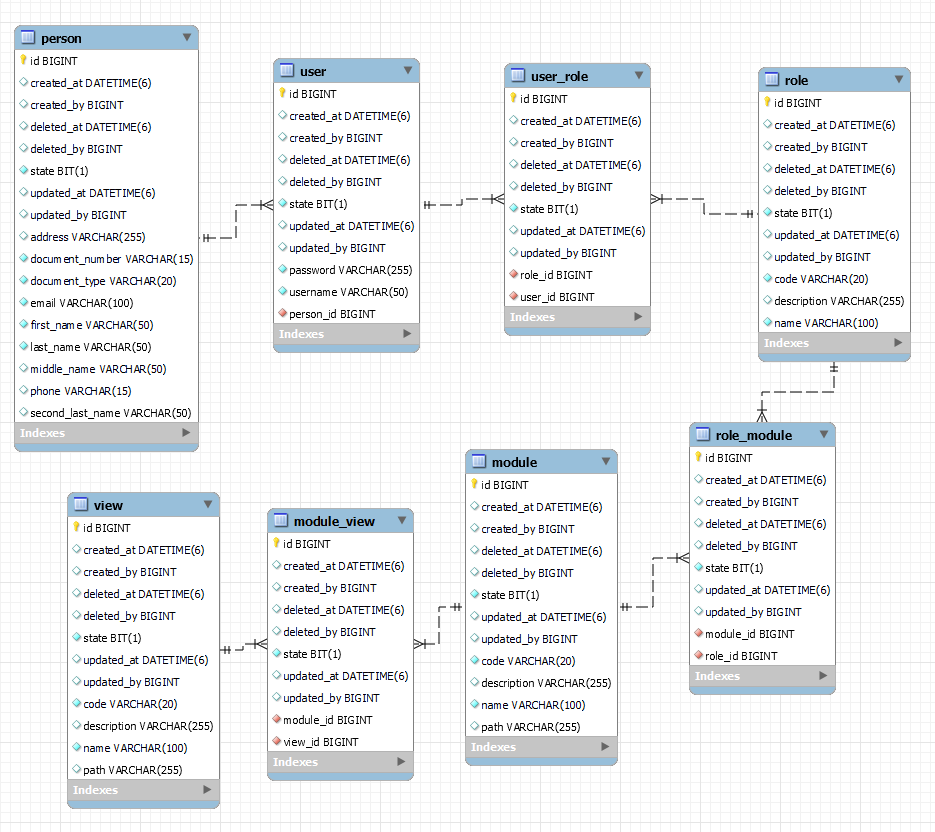 person
id BIGINT
created_at DATETIME(6)
created_by BIGINT
deleted_at DATETIME(6)
deleted_by BIGINT
state BIT(1)
updated_at DATETIME(6)
updated_by BIGINT
address VARCHAR(255)
document_number VARCHAR(15)
document_type VARCHAR(20)
email VARCHAR(100)
first_name VARCHAR(50)
last_name VARCHAR(50)
middle_name VARCHAR(50)
phone VARCHAR(15)
second_last_name VARCHAR(50)
Indexes
user
id BIGINT
created_at DATETIME(6)
created_by BIGINT
deleted_at DATETIME(6)
deleted_by BIGINT
state BIT(1)
updated_at DATETIME(6)
updated_by BIGINT
password VARCHAR(255)
username VARCHAR(50)
person_id BIGINT
Indexes
user_role
id BIGINT
created_at DATETIME(6)
created_by BIGINT
deleted_at DATETIME(6)
deleted_by BIGINT
state BIT(1)
updated_at DATETIME(6)
updated_by BIGINT
role_id BIGINT
user_id BIGINT
Indexes
role
id BIGINT
created_at DATETIME(6)
created_by BIGINT
deleted_at DATETIME(6)
deleted_by BIGINT
state BIT(1)
updated_at DATETIME(6)
updated_by BIGINT
code VARCHAR(20)
description VARCHAR(255)
name VARCHAR(100)
Indexes
view
id BIGINT
created_at DATETIME(6)
created_by BIGINT
deleted_at DATETIME(6)
deleted_by BIGINT
state BIT(1)
updated_at DATETIME(6)
updated_by BIGINT
code VARCHAR(20)
description VARCHAR(255)
name VARCHAR(100)
path VARCHAR(255)
Indexes
module_view
id BIGINT
created_at DATETIME(6)
created_by BIGINT
deleted_at DATETIME(6)
deleted_by BIGINT
state BIT(1)
updated_at DATETIME(6)
updated_by BIGINT
module_id BIGINT
view_id BIGINT
Indexes
module
id BIGINT
created_at DATETIME(6)
created_by BIGINT
deleted_at DATETIME(6)
deleted_by BIGINT
state BIT(1)
updated_at DATETIME(6)
updated_by BIGINT
code VARCHAR(20)
description VARCHAR(255)
name VARCHAR(100)
path VARCHAR(255)
Indexes
role_module
id BIGINT
created_at DATETIME(6)
created_by BIGINT
deleted_at DATETIME(6)
deleted_by BIGINT
state BIT(1)
updated_at DATETIME(6)
updated_by BIGINT
module_id BIGINT
role_id BIGINT
Indexes